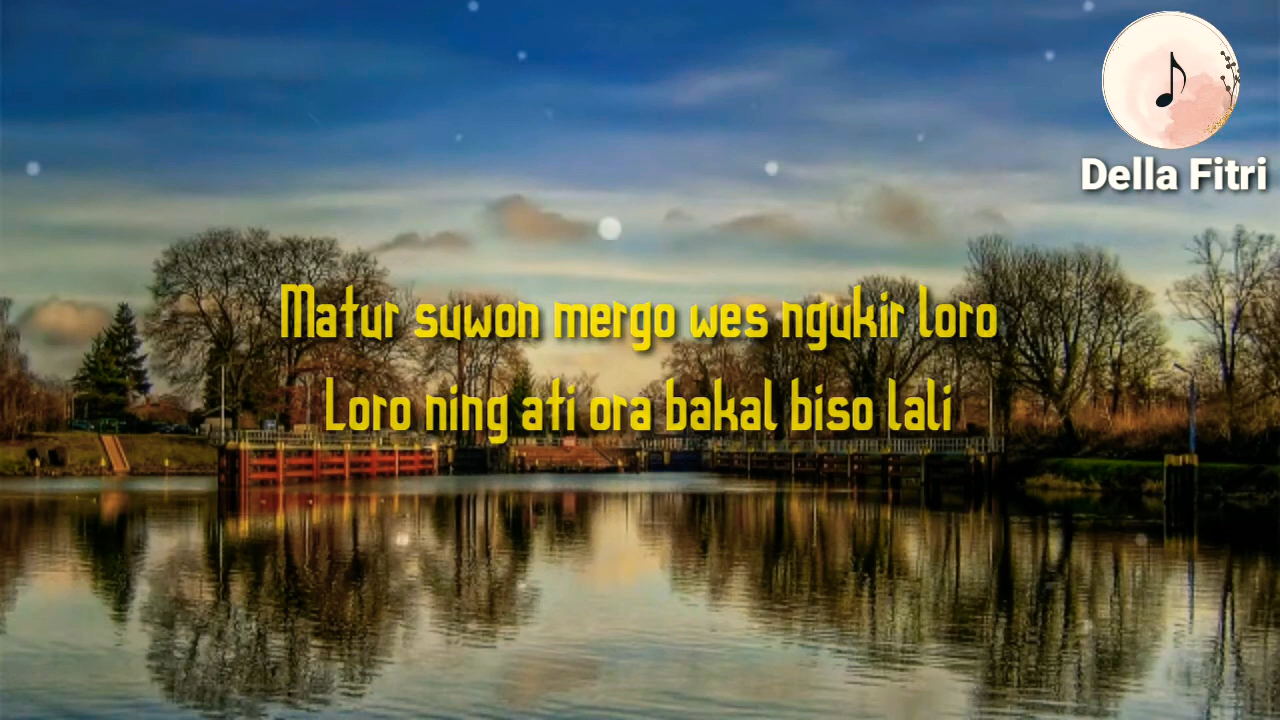 Della Fitri
Matur suwon mergo wes ngukir loro
Loro ning ati ora bakal biso lali